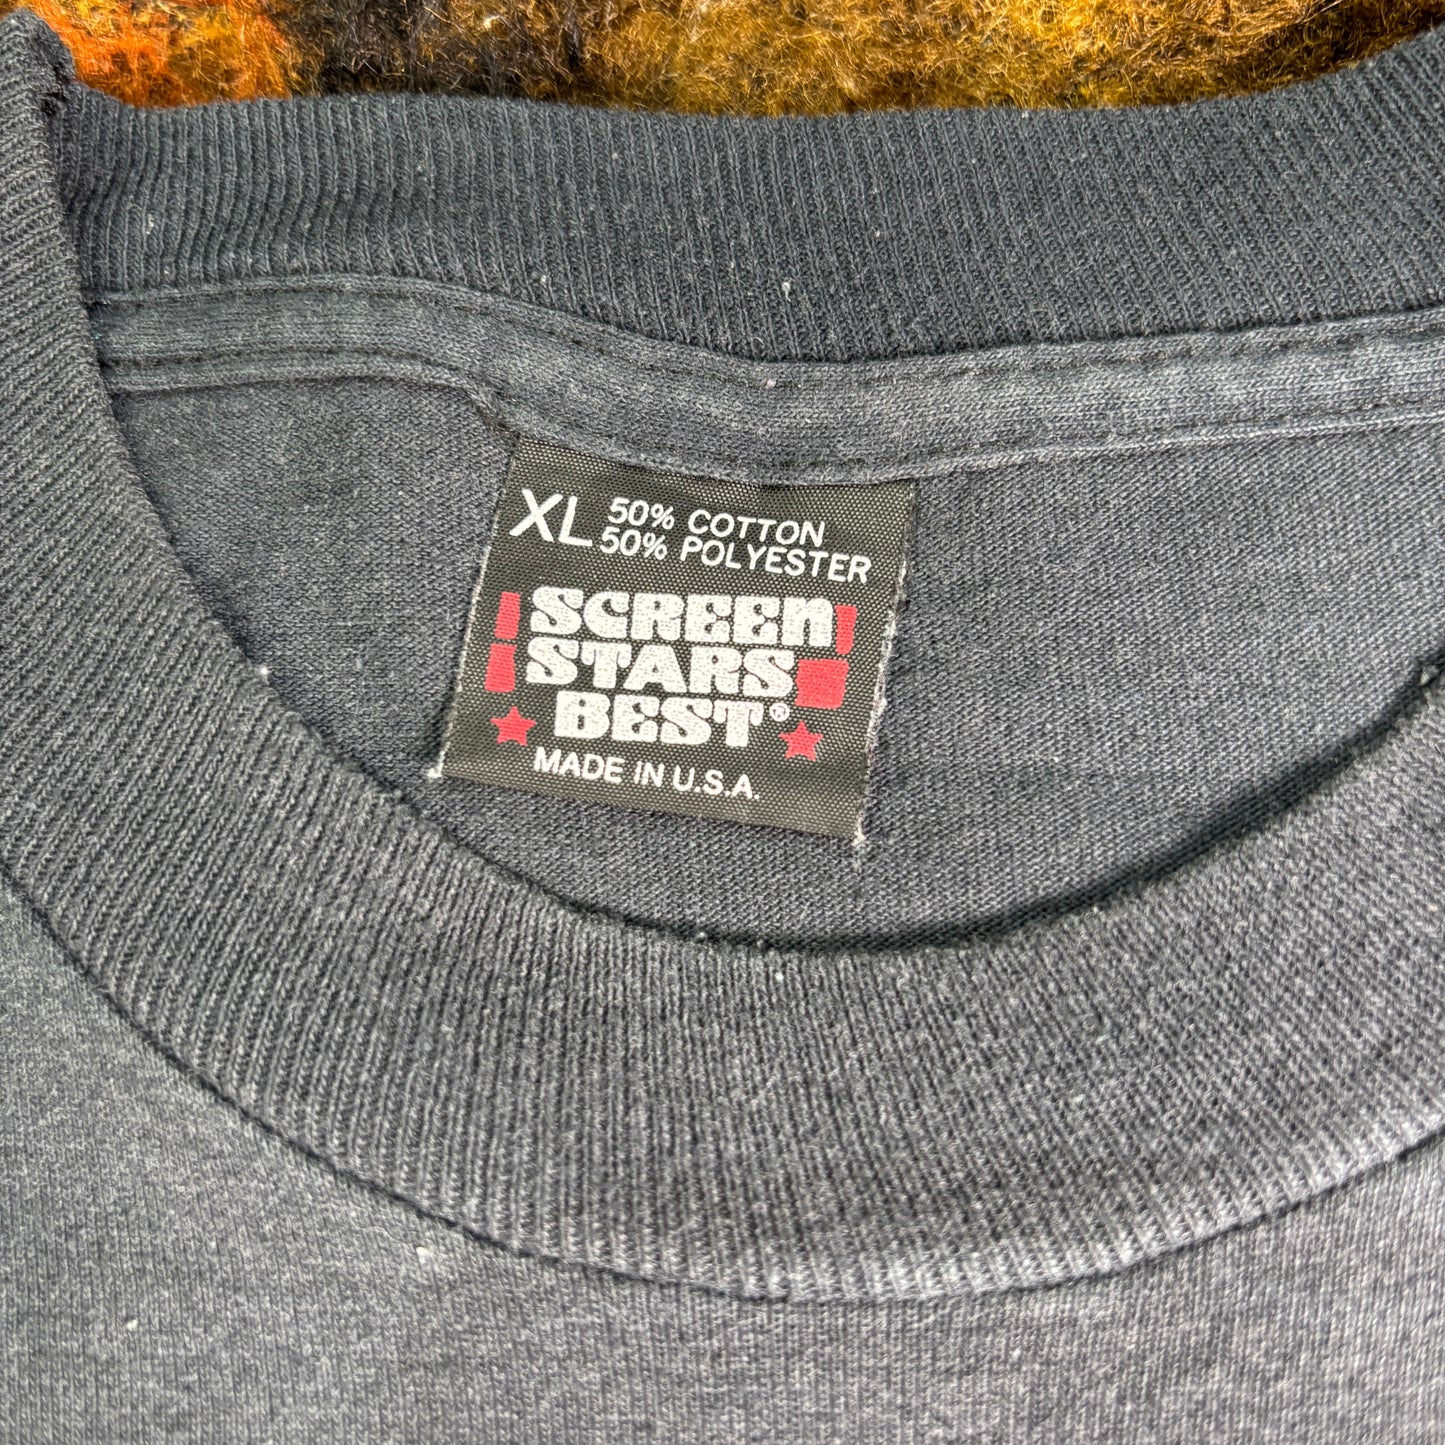 XL 50% COTTON
50% POLYESTER
SCREEN
STARS
BEST®
MADE IN U.S.A.